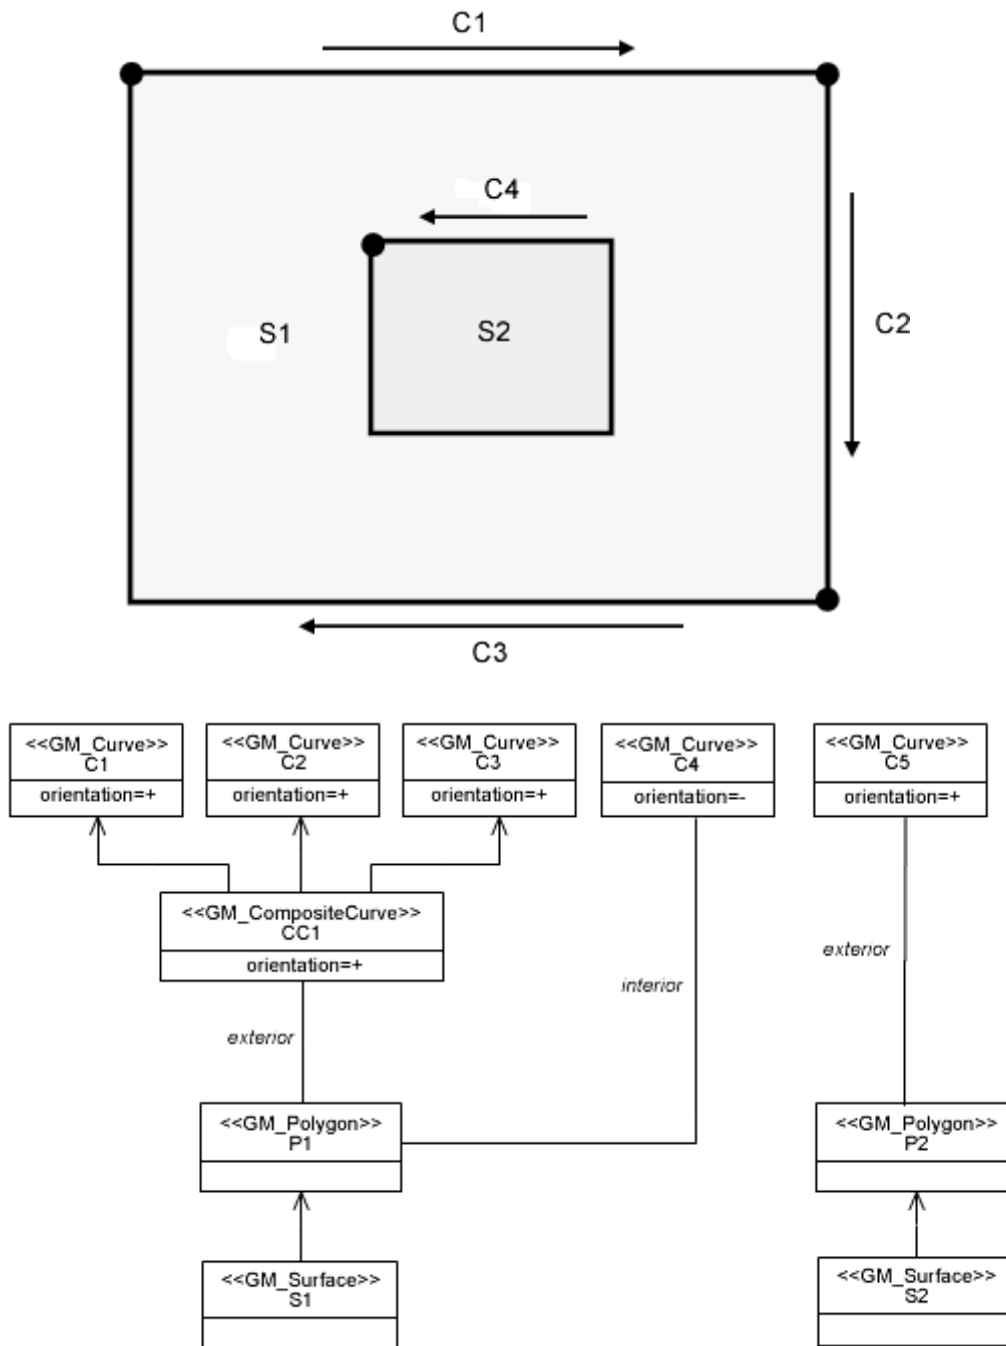 C1
C4
S1
S2
C2
C3
<<GM_Curve>>
C1
orientation=+
<<GM_Curve>>
C2
orientation=+
<<GM_Curve>>
C3
orientation=+
<<GM_Curve>>
C4
orientation=-
<<GM_Curve>>
C5
orientation=+
<<GM_CompositeCurve>>
CC1
orientation=+
exterior
interior
exterior
<<GM_Polygon>>
P1
<<GM_Polygon>>
P2
<<GM_Surface>>
S1
<<GM_Surface>>
S2